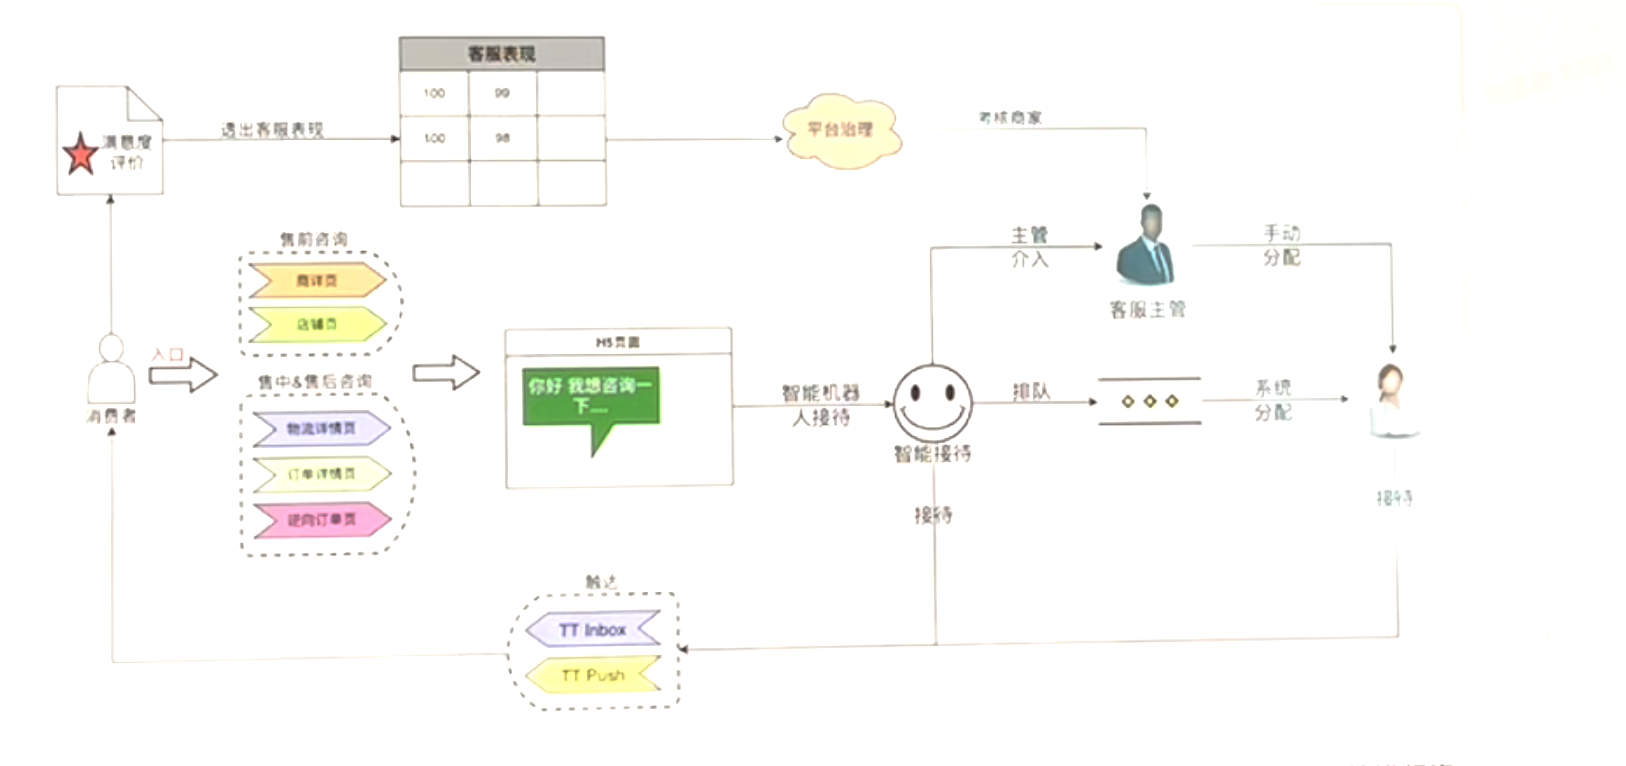 客服表现
100 99
100 98
满意度
评价
透出客服表现
平台治理
考核商家
售前咨询
商详页
店铺页
入口
消费者
售中&售后咨询
物流详情页
订单详情页
逆向订单页
H5页面
你好 我想咨询一
下....
智能机器
人接待
智能接待
主管
介入
客服主管
手动
分配
排队
系统
分配
接待
接待
触达
TT Inbox
TT Push